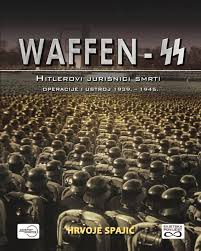 WAFFEN-SS
HITLEROVI JURIŠNICI SMRTI
OPERACIJE I USTROJ 1939. - 1945.
HRVOJE SPAJIĆ